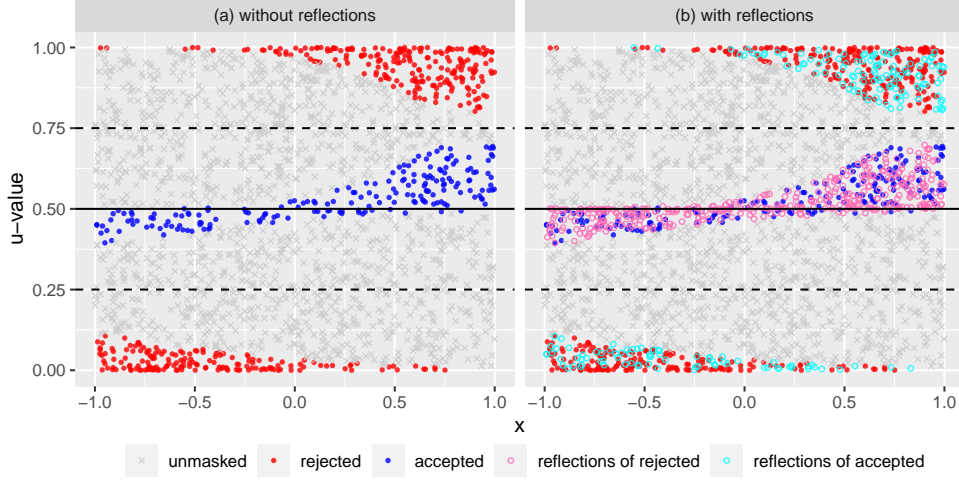 (a) without reflections
(b) with reflections
1.00
0.75
0.50
0.25
0.00
u−value
−1.0 −0.5 0.0 0.5 1.0 −1.0 −0.5 0.0 0.5 1.0
x
unmasked rejected accepted reflections of rejected reflections of accepted